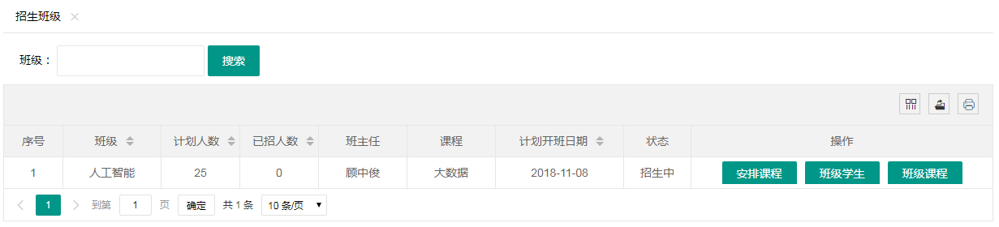 招生班级
班级： 搜索
序号 班级 计划人数 已招人数 班主任 课程 计划开班日期 状态 操作
1 人工智能 25 0 顾中俊 大数据 2018-11-08 招生中 安排课程 班级学生 班级课程
1 到第 1 页 确定 共 1 条 10 条/页